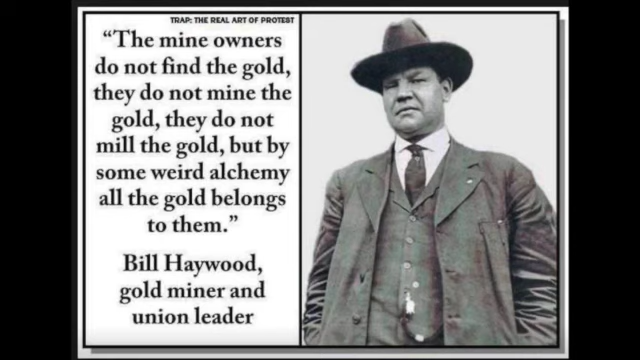 TRAP: THE REAL ART OF PROTEST
“The mine owners
do not find the gold,
they do not mine the
gold, they do not
mill the gold, but by
some weird alchemy
all the gold belongs
to them.”
Bill Haywood,
gold miner and
union leader